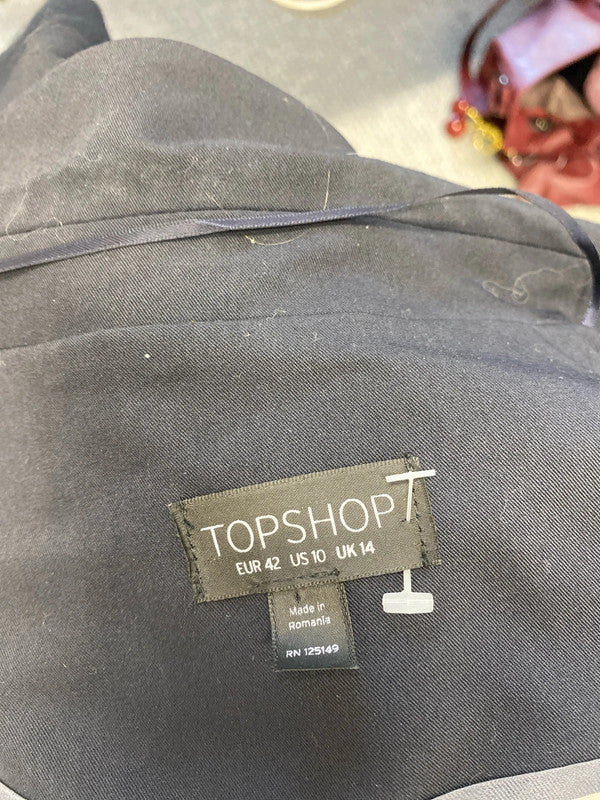 TOPSHOP
EUR 42 US 10 UK 14
Made in
Romania
RN 125149